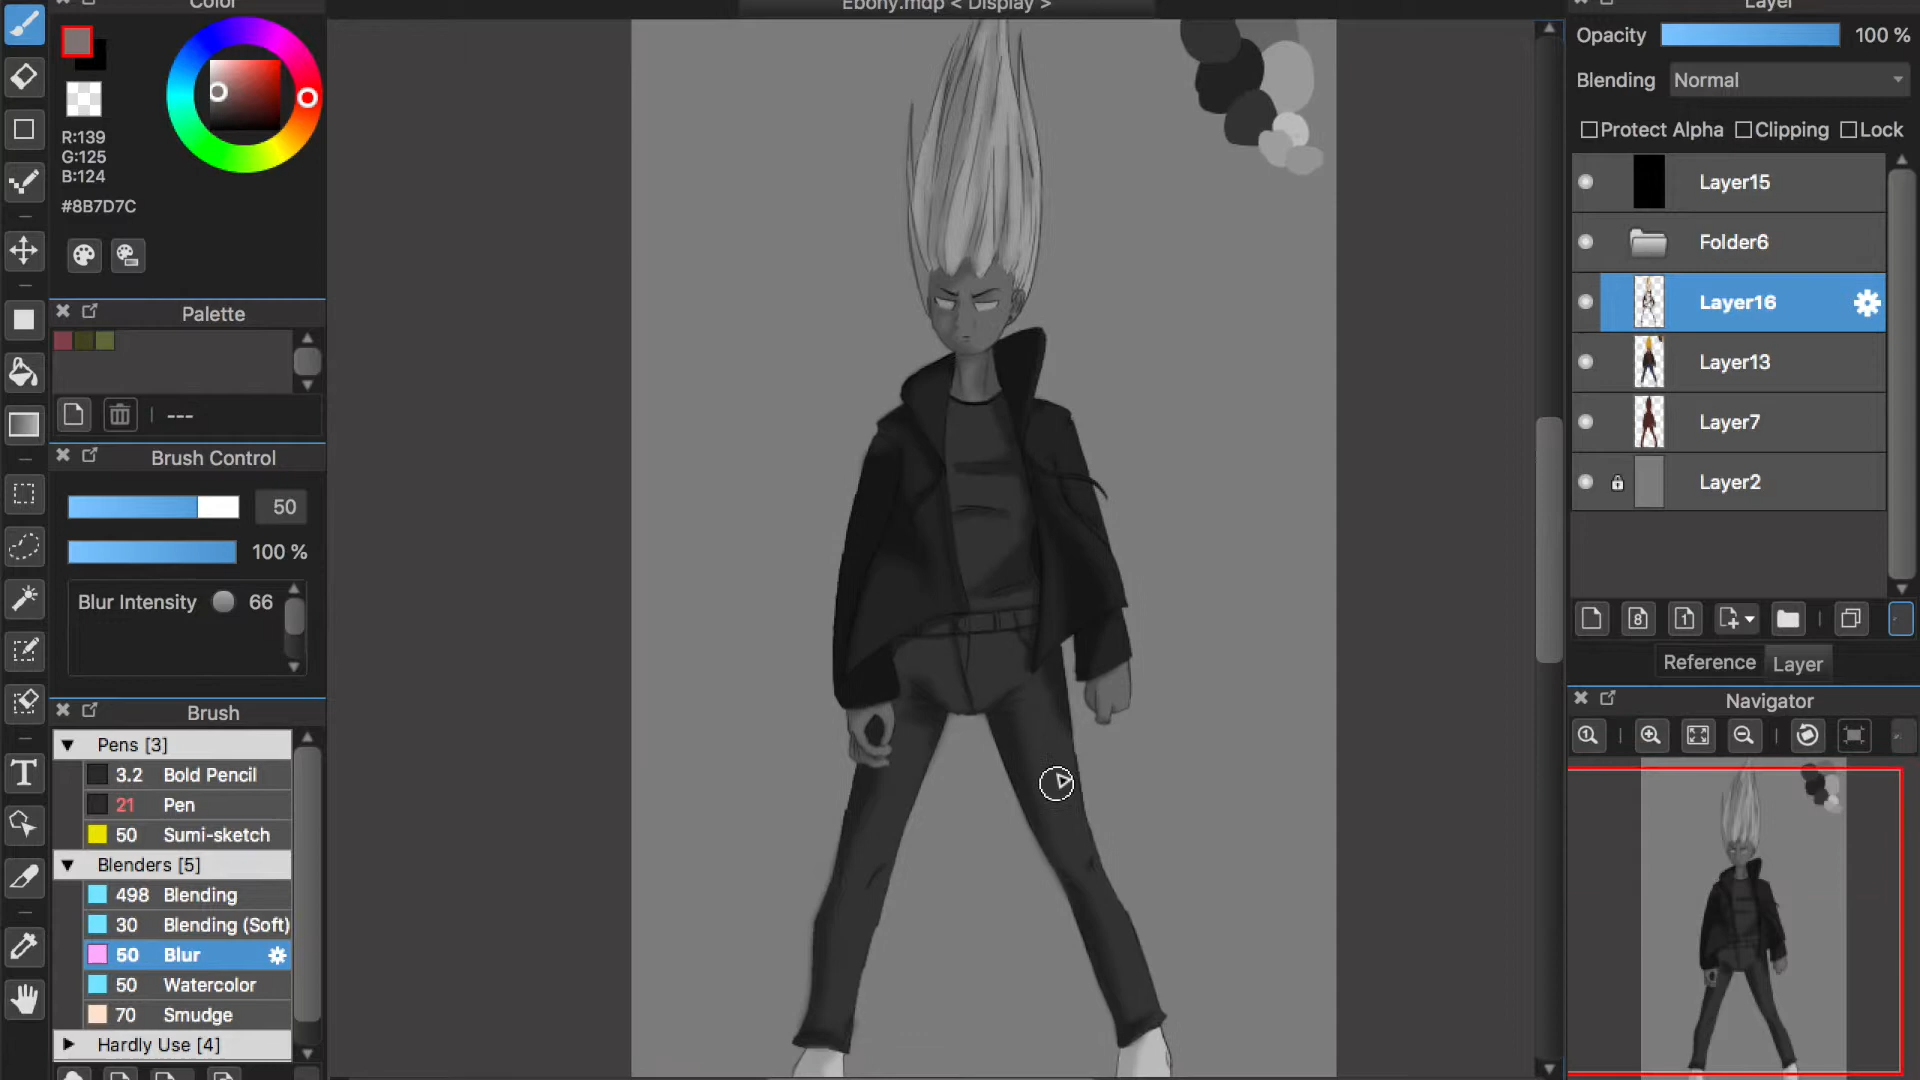 Color
R:139
G:125
B:124
#8B7D7C
Palette
---
Brush Control
50
100 %
Blur Intensity 66
Brush
Pens [3]
3.2 Bold Pencil
21 Pen
50 Sumi-sketch
Blenders [5]
498 Blending
30 Blending (Soft)
50 Blur
50 Watercolor
70 Smudge
Hardly Use [4]
Ebony.mdp < Display >
Layer
Opacity 100 %
Blending Normal
Protect Alpha Clipping Lock
Layer15
Folder6
Layer16
Layer13
Layer7
Layer2
8 1
Reference Layer
Navigator
1
T